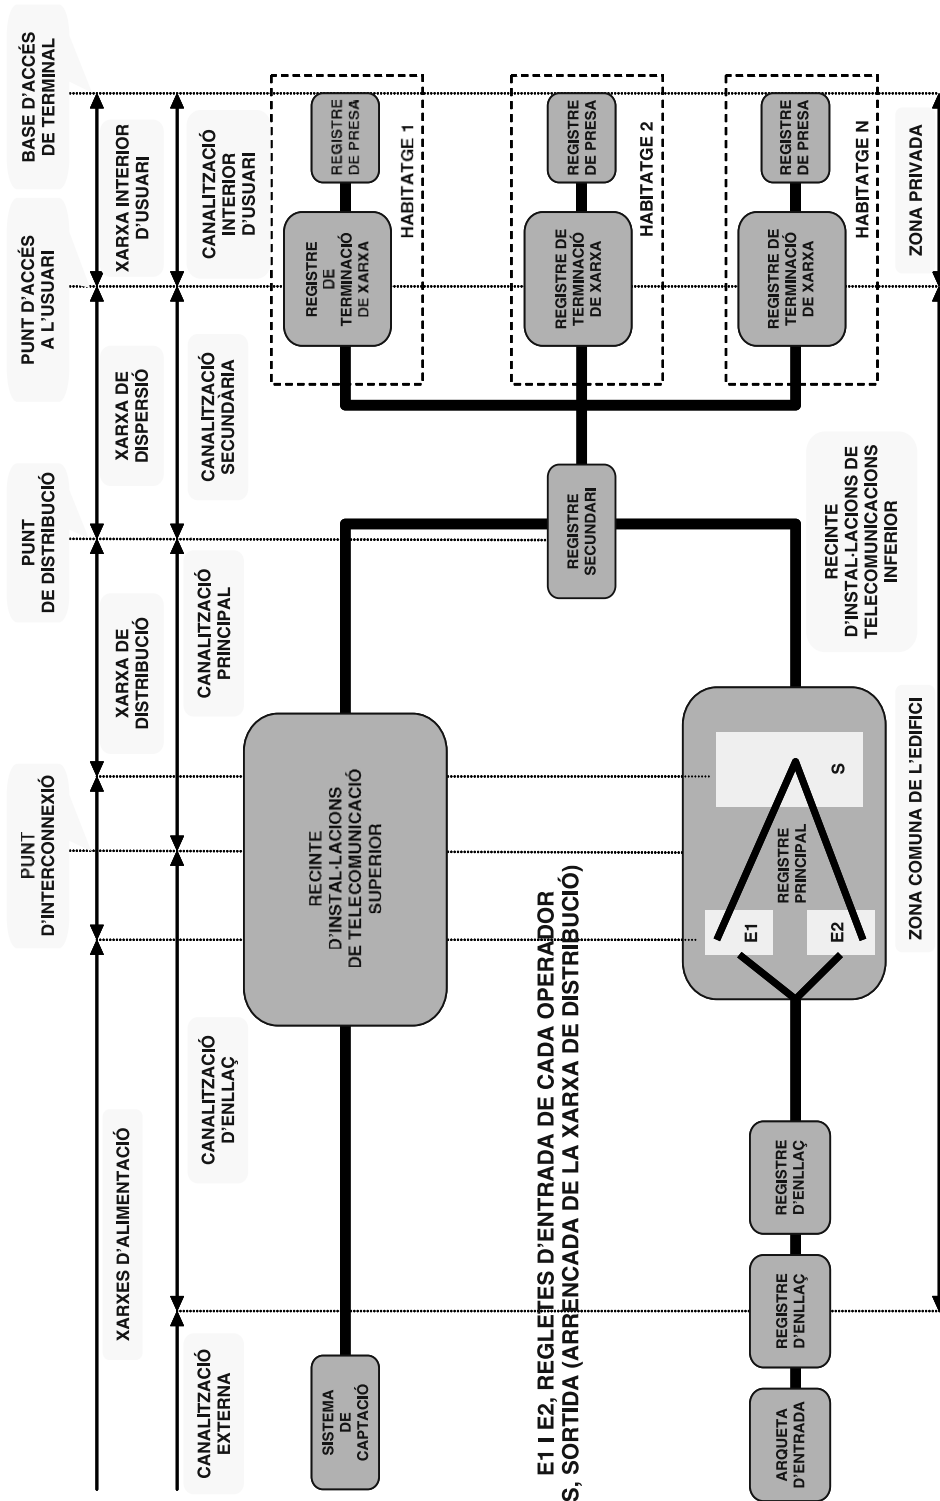 PUNT
D'INTERCONNEXIÓ
PUNT
DE DISTRIBUCIÓ
PUNT D'ACCÉS
A L'USUARI
BASE D'ACCÉS
DE TERMINAL
XARXES D'ALIMENTACIÓ
XARXA DE
DISTRIBUCIÓ
XARXA DE
DISPERSIÓ
XARXA INTERIOR
D'USUARI
CANALITZACIÓ
EXTERNA
CANALITZACIÓ
D'ENLLAÇ
CANALITZACIÓ
PRINCIPAL
CANALITZACIÓ
SECUNDÀRIA
CANALITZACIÓ
INTERIOR
D'USUARI
SISTEMA
DE
CAPTACIÓ
RECINTE
D'INSTAL·LACIONS
DE TELECOMUNICACIÓ
SUPERIOR
REGISTRE
DE
TERMINACIÓ
DE XARXA
REGISTRE
DE PRESA
HABITATGE 1
E1 I E2, REGLETES D'ENTRADA DE CADA OPERADOR
S, SORTIDA (ARRENCADA DE LA XARXA DE DISTRIBUCIÓ)
REGISTRE
SECUNDARI
REGISTRE DE
TERMINACIÓ
DE XARXA
REGISTRE
DE PRESA
HABITATGE 2
ARQUETA
D'ENTRADA
REGISTRE
D'ENLLAÇ
REGISTRE
D'ENLLAÇ
E1
E2
REGISTRE
PRINCIPAL
S
RECINTE
D'INSTAL·LACIONS DE
TELECOMUNICACIONS
INFERIOR
REGISTRE DE
TERMINACIÓ
DE XARXA
REGISTRE
DE PRESA
HABITATGE N
ZONA COMUNA DE L'EDIFICI
ZONA PRIVADA